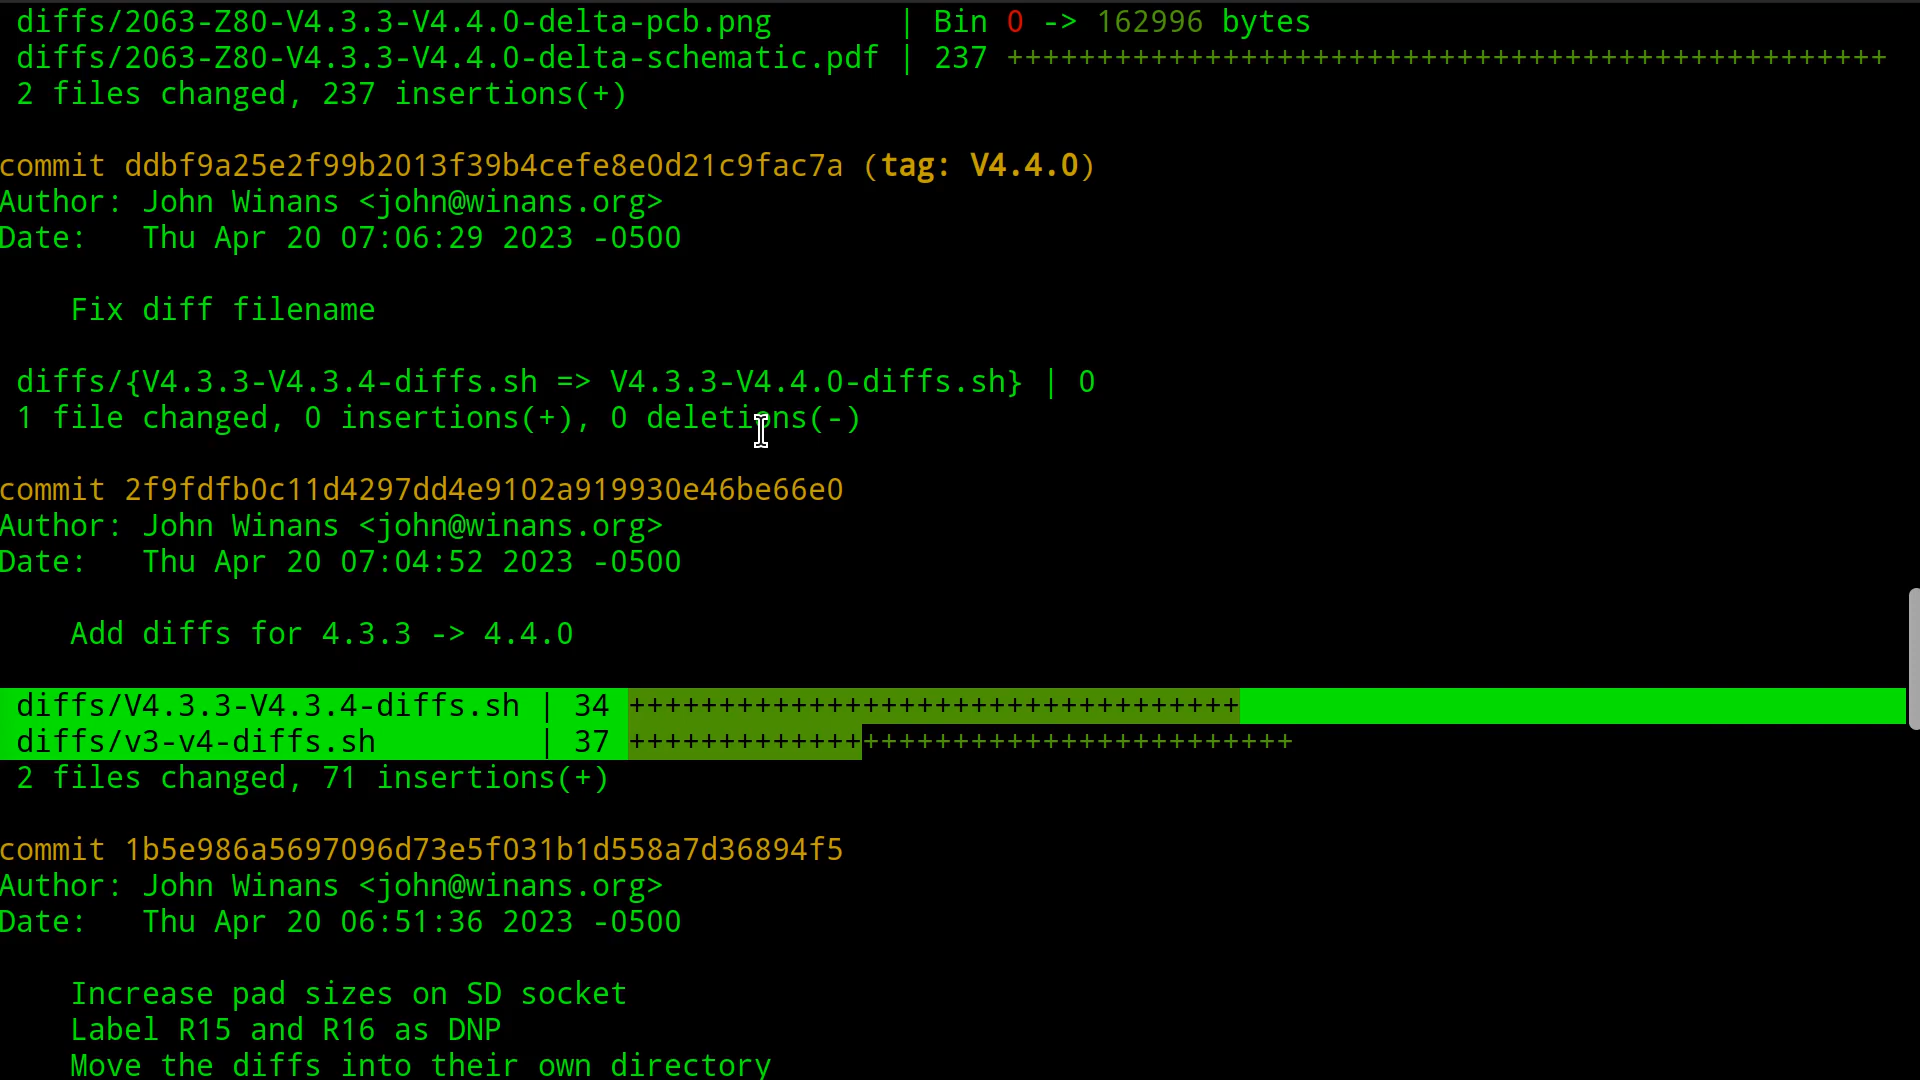 diffs/2063-Z80-V4.3.3-V4.4.0-delta-pcb.png       | Bin 0 -> 162996 bytes
diffs/2063-Z80-V4.3.3-V4.4.0-delta-schematic.pdf | 237 +++++++++++++++++++++++++++++++++++++++++++++++++
2 files changed, 237 insertions(+)
commit ddbf9a25e2f99b2013f39b4cefe8e0d21c9fac7a (tag: V4.4.0)
Author: John Winans <john@winans.org>
Date:   Thu Apr 20 07:06:29 2023 -0500
Fix diff filename
diffs/{V4.3.3-V4.3.4-diffs.sh => V4.3.3-V4.4.0-diffs.sh} | 0
1 file changed, 0 insertions(+), 0 deletions(-)
commit 2f9fdfb0c11d4297dd4e9102a919930e46be66e0
Author: John Winans <john@winans.org>
Date:   Thu Apr 20 07:04:52 2023 -0500
Add diffs for 4.3.3 -> 4.4.0
diffs/V4.3.3-V4.3.4-diffs.sh | 34 ++++++++++++++++++++++++++++++++++
diffs/v3-v4-diffs.sh         | 37 +++++++++++++++++++++++++++++++++++++
2 files changed, 71 insertions(+)
commit 1b5e986a5697096d73e5f031b1d558a7d36894f5
Author: John Winans <john@winans.org>
Date:   Thu Apr 20 06:51:36 2023 -0500
Increase pad sizes on SD socket
Label R15 and R16 as DNP
Move the diffs into their own directory